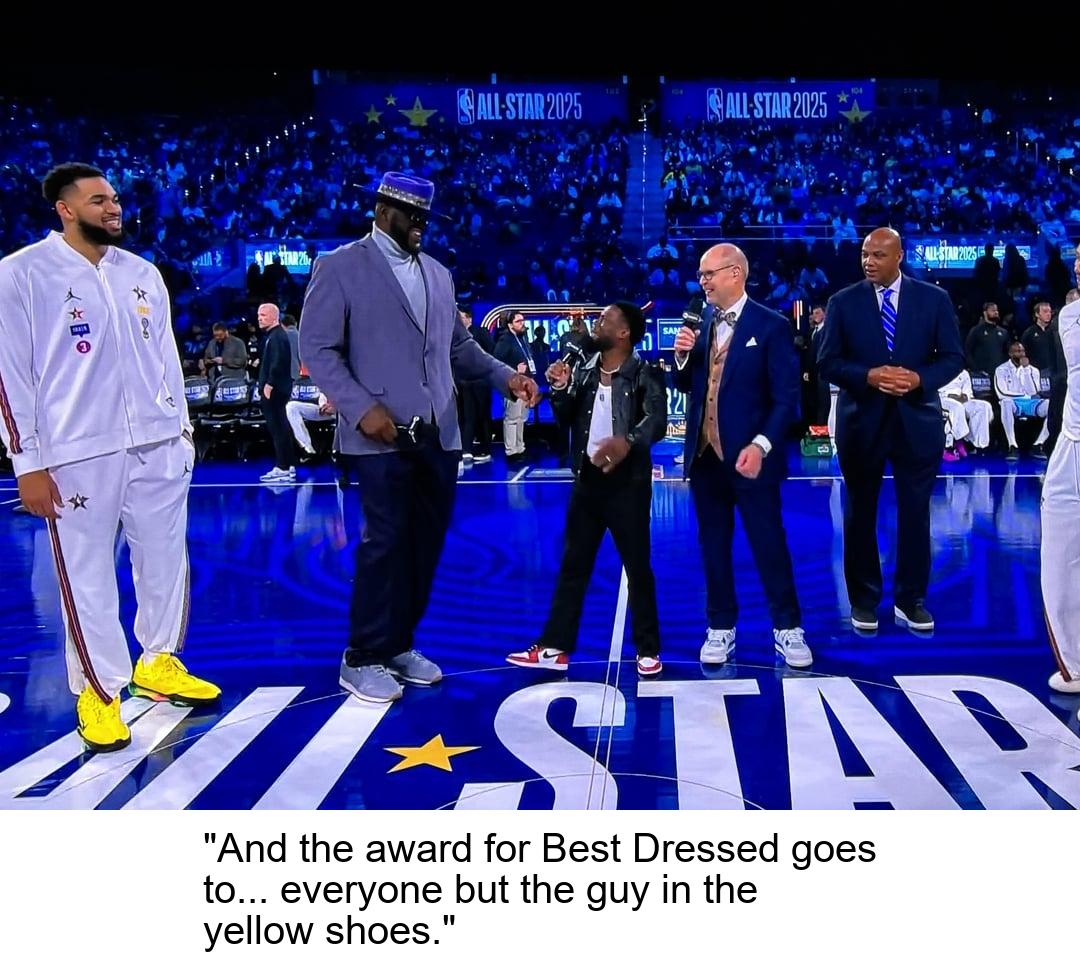 ALL-STAR 2025
ALL-STAR 2025
ALL-STAR
"And the award for Best Dressed goes
to... everyone but the guy in the
yellow shoes."